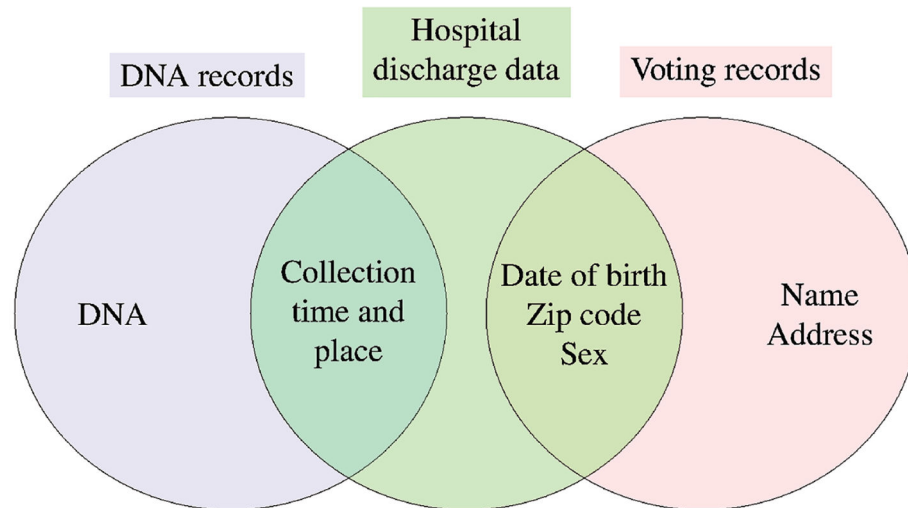 DNA records
Hospital
discharge data
Voting records
DNA
Collection
time and
place
Date of birth
Zip code
Sex
Name
Address